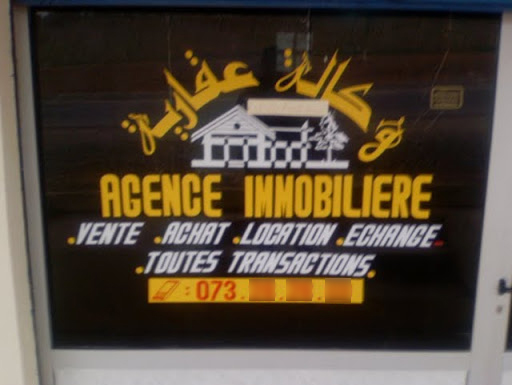 وكالة عقارية
AGENCE IMMOBILIERE
.VENTE .ACHAT .LOCATION .ECHANGE..
.TOUTES TRANSACTIONS.
: 073.